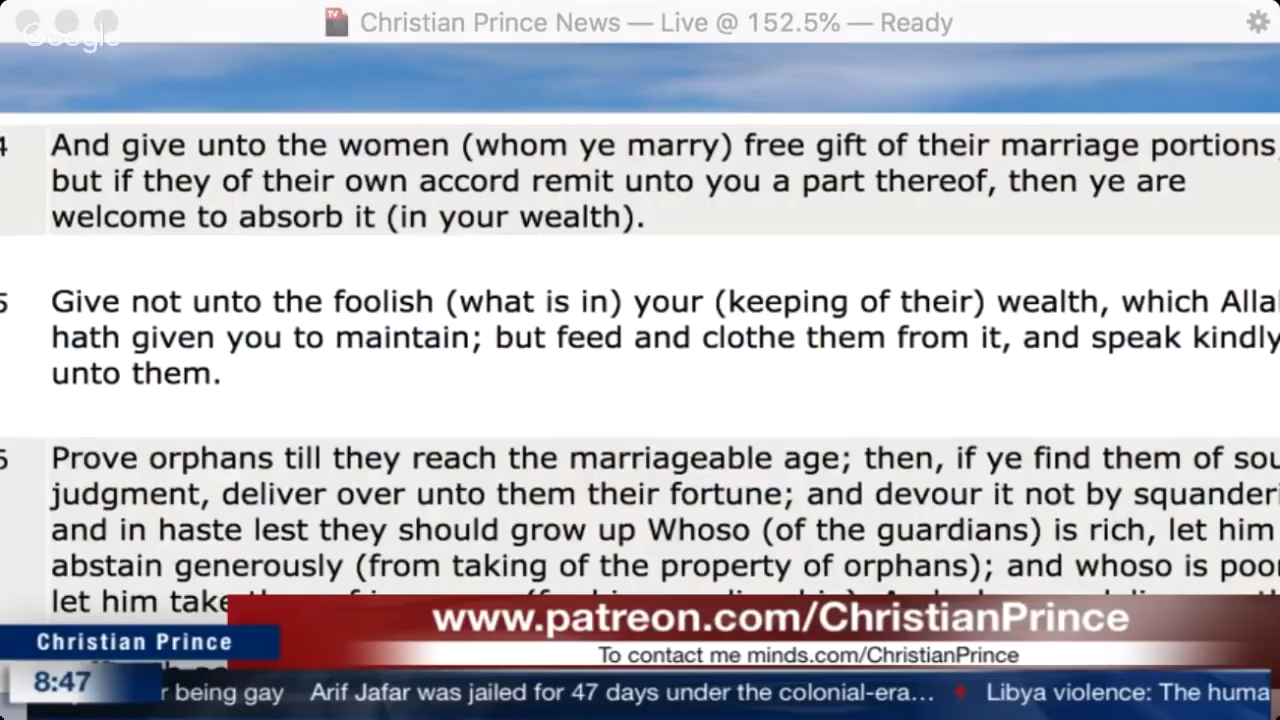 Christian Prince News — Live @ 152.5% — Ready
Google
And give unto the women (whom ye marry) free gift of their marriage portions
but if they of their own accord remit unto you a part thereof, then ye are
welcome to absorb it (in your wealth).
5
Give not unto the foolish (what is in) your (keeping of their) wealth, which
hath given you to maintain; but feed and clothe them from it, and speak kindly
unto them.
Prove orphans till they reach the marriageable age; then, if ye find them of
judgment, deliver over unto them their fortune; and devour it not by
and in haste lest they should grow up Whoso (of the guardians) is rich, let him
abstain generously (from taking of the property of orphans); and whoso is
let him take
www.patreon.com/ChristianPrince
Christian Prince
To contact me minds.com/ChristianPrince
8:47
r being gay Arif Jafar was jailed for 47 days under the colonial-era... Libya violence: The huma